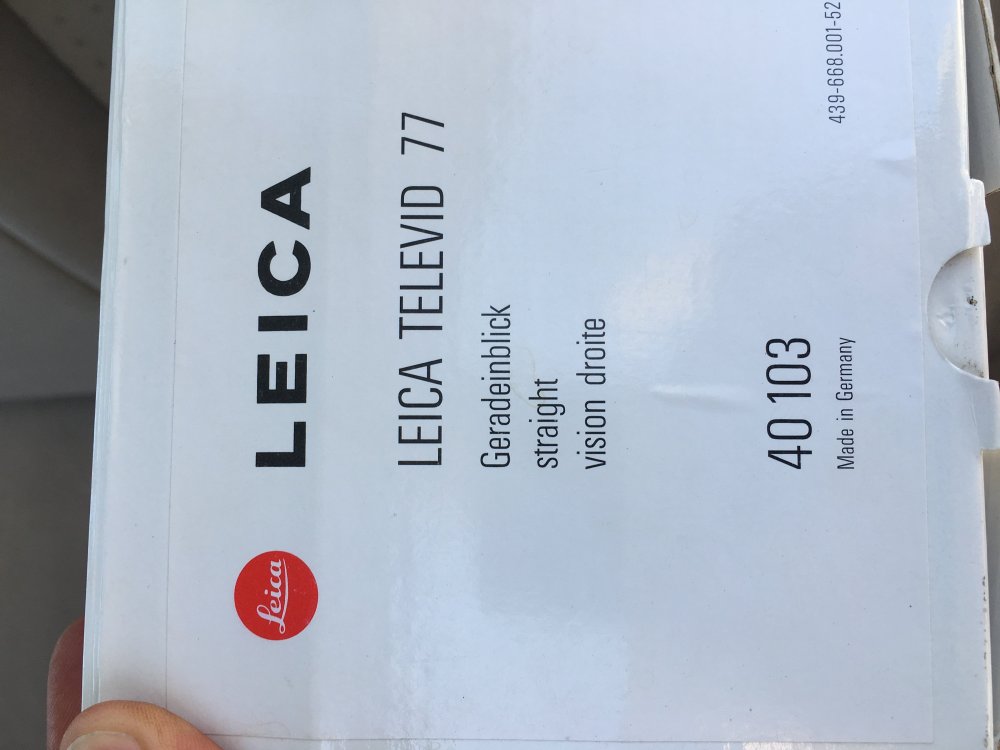 Leica
LEICA
LEICA TELEVID 77
Geradeinblick
straight
vision droite
40 103
Made in Germany
439-668.001-52